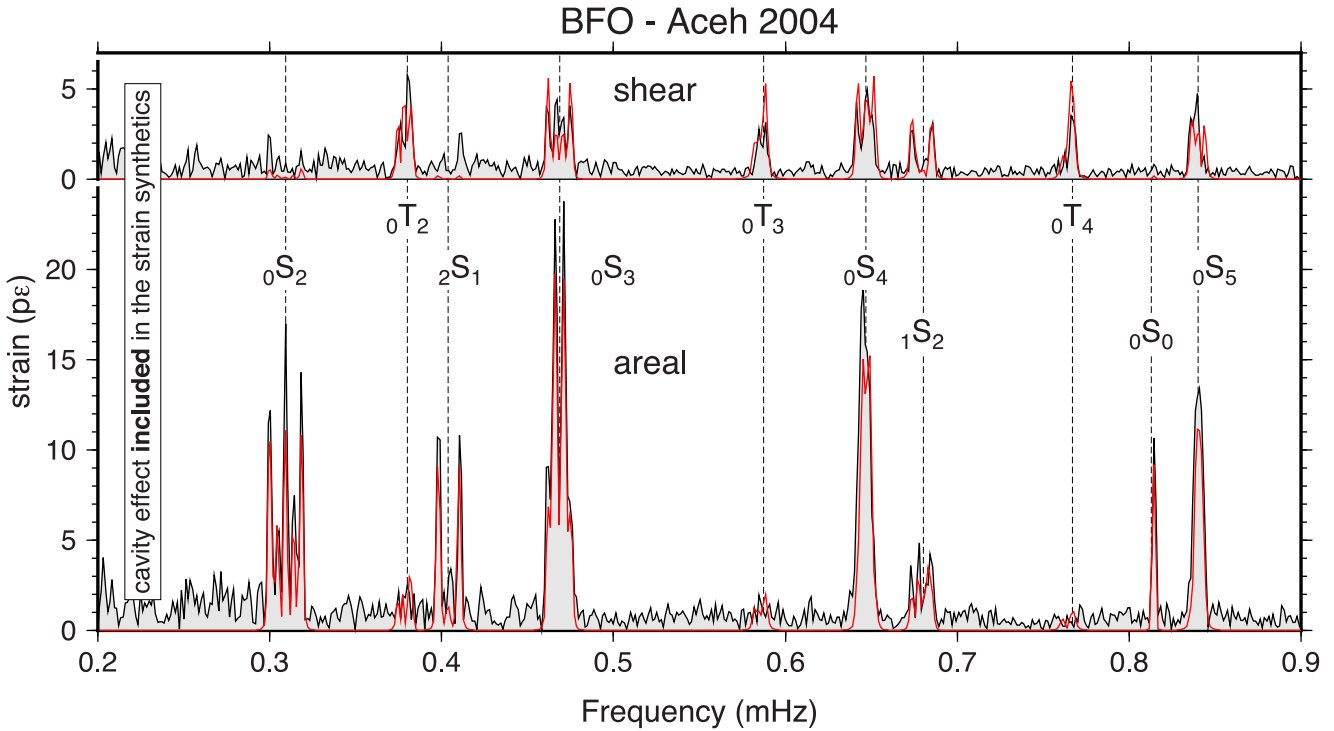 BFO - Aceh 2004
shear
5
0
cavity effect included in the strain synthetics
₀T₂
₀T₃
₀T₄
₀S₂
₂S₁
₀S₃
₀S₄
₀S₅
₁S₂
₀S₀
areal
strain (pε)
20
15
10
5
0
0.2 0.3 0.4 0.5 0.6 0.7 0.8 0.9
Frequency (mHz)